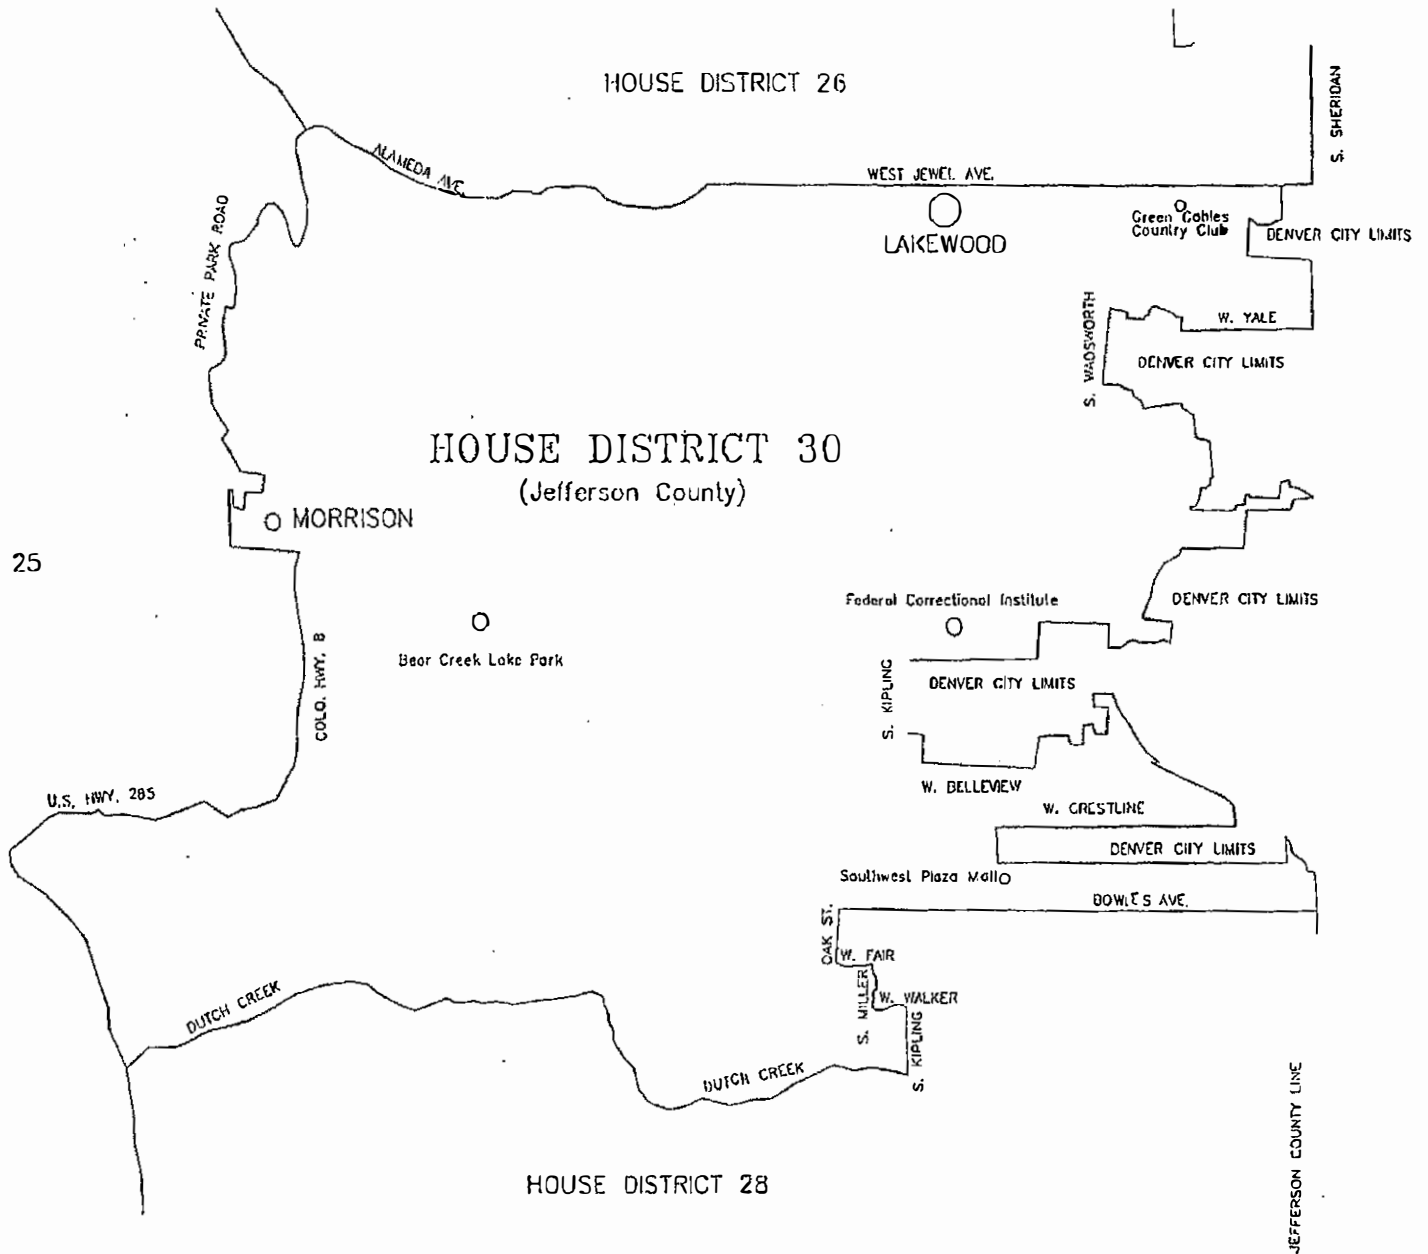 HOUSE DISTRICT 26
S. SHERIDAN
ALAMEDA AVE.
WEST JEWEL AVE.
LAKEWOOD
Green Gables
Country Club
DENVER CITY LIMITS
PRIVATE PARK ROAD
S. WADSWORTH
W. YALE
DENVER CITY LIMITS
HOUSE DISTRICT 30
(Jefferson County)
MORRISON
25
Federal Correctional Institute
DENVER CITY LIMITS
Bear Creek Lake Park
COLO. HWY. 8
S. KIPLING
DENVER CITY LIMITS
U.S. HWY. 285
W. BELLEVIEW
W. CRESTLINE
DENVER CITY LIMITS
Southwest Plaza Mall
BOWLES AVE.
OAK ST.
W. FAIR
S. MILLER
W. WALKER
S. KIPLING
DUTCH CREEK
DUTCH CREEK
HOUSE DISTRICT 28
JEFFERSON COUNTY LINE